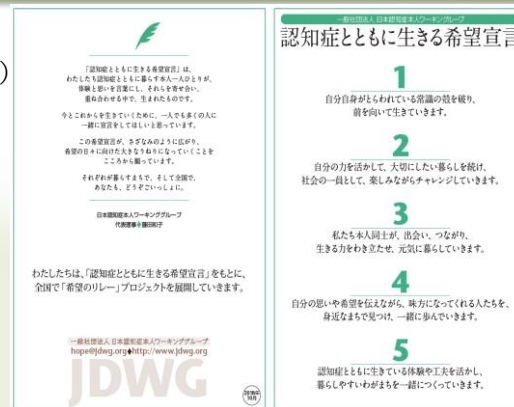 )
「認知症とともに生きる希望宣言」は、
わたしたち認知症とともに暮らす本人一人ひとりが、
体験と思いを言葉にし、それらを寄せ合い、
重ね合わせる中で、生まれたものです。
今とこれからを生きていくために、一人でも多くの人に
一緒に宣言をしてほしいと思っています。
この希望宣言が、さざなみのように広がり、
希望の日々に向けた大きなうねりになっていくことを
こころから願っています。
それぞれが暮らすまちで、そして全国で、
あなたも、どうぞごいっしょに。
日本認知症本人ワーキンググループ
代表理事♦藤田和子
わたしたちは、「認知症とともに生きる希望宣言」をもとに、
全国で「希望のリレー」プロジェクトを展開していきます。
一般社団法人 日本認知症本人ワーキンググループ
hope@jdwg.org♦http://www.jdwg.org
JDWG
2018年
10月
一般社団法人 日本認知症本人ワーキンググループ
認知症とともに生きる希望宣言
1
自分自身がとらわれている常識の殻を破り、
前を向いて生きていきます。
2
自分の力を活かして、大切にしたい暮らしを続け、
社会の一員として、楽しみながらチャレンジしていきます。
3
私たち本人同士が、出会い、つながり、
生きる力をわき立たせ、元気に暮らしていきます。
4
自分の思いや希望を伝えながら、味方になってくれる人たちを、
身近なまちで見つけ、一緒に歩んでいきます。
5
認知症とともに生きている体験や工夫を活かし、
暮らしやすいわがまちを一緒につくっていきます。